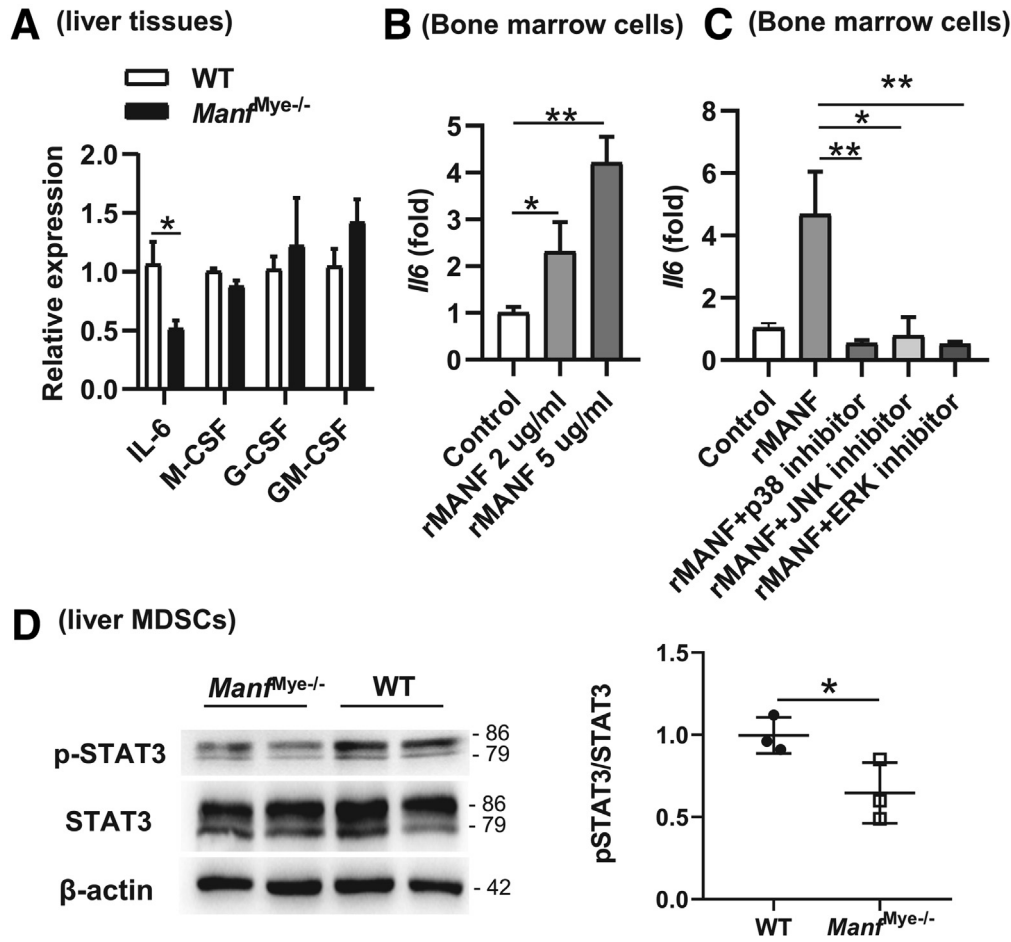 A (liver tissues)
WT
Manf^Mye-/-
Relative expression
2.0
1.5
1.0
0.5
0.0
*
IL-6
M-CSF
G-CSF
GM-CSF
B (Bone marrow cells)
Il6 (fold)
5
4
3
2
1
0
**
*
Control
rMANF 2 ug/ml
rMANF 5 ug/ml
C (Bone marrow cells)
Il6 (fold)
8
6
4
2
0
**
*
**
Control
rMANF
rMANF+p38 inhibitor
rMANF+JNK inhibitor
rMANF+ERK inhibitor
D (liver MDSCs)
Manf^Mye-/- WT
p-STAT3
- 86
- 79
STAT3
- 86
- 79
β-actin
- 42
pSTAT3/STAT3
1.5
1.0
0.5
0.0
*
WT
Manf^Mye-/-